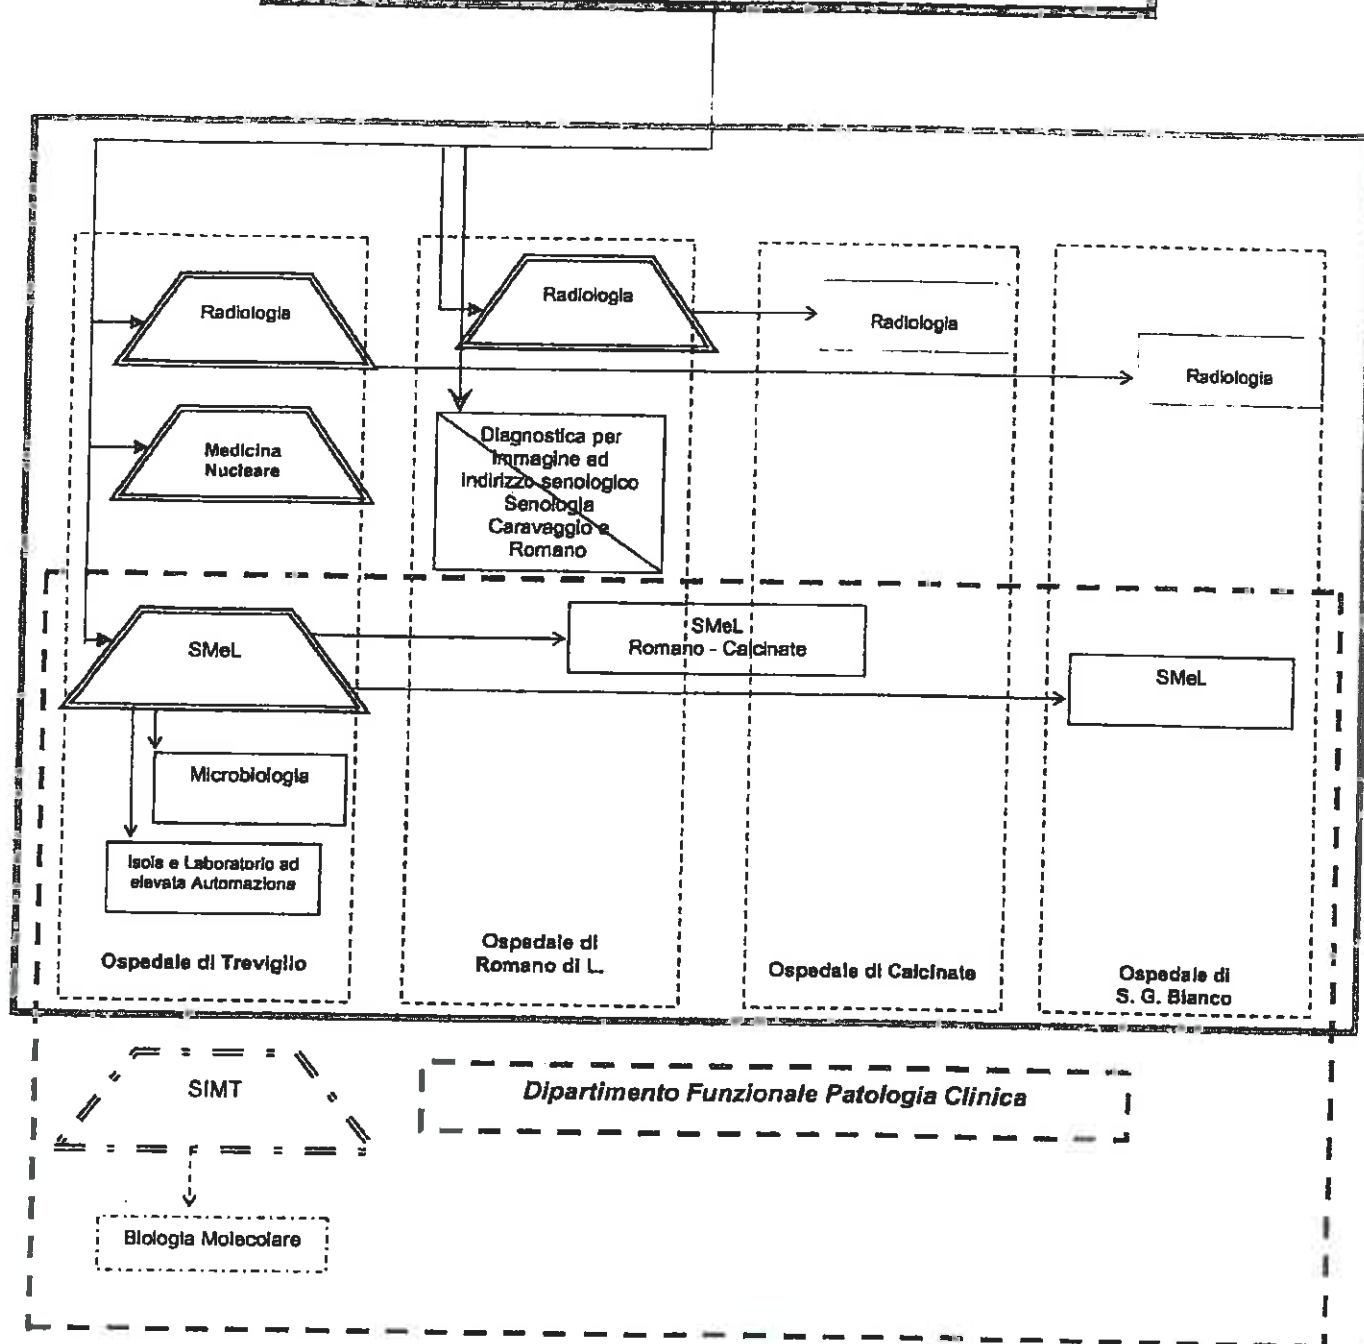 Radiologia
Radiologia
Radiologia
Radiologia
Medicina
Nucleare
Diagnostica per
Immagine ad
indirizzo senologico
Senologia
Caravaggio e
Romano
SMeL
SMeL
Romano - Calcinate
SMeL
Microbiologia
Isola e Laboratorio ad
elevata Automazione
Ospedale di Treviglio
Ospedale di
Romano di L.
Ospedale di Calcinate
Ospedale di
S. G. Bianco
SIMT
Dipartimento Funzionale Patologia Clinica
Biologia Molecolare